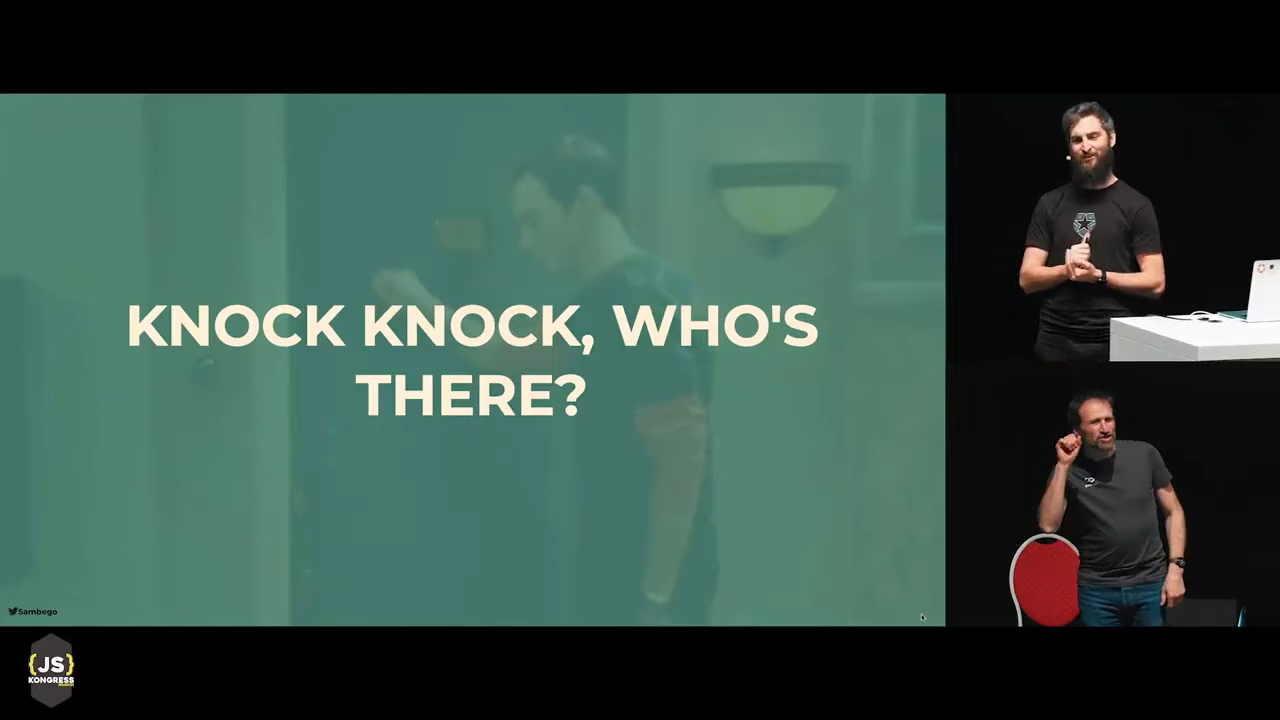 KNOCK KNOCK, WHO'S
THERE?
Sambego
{JS}
KONGRESS